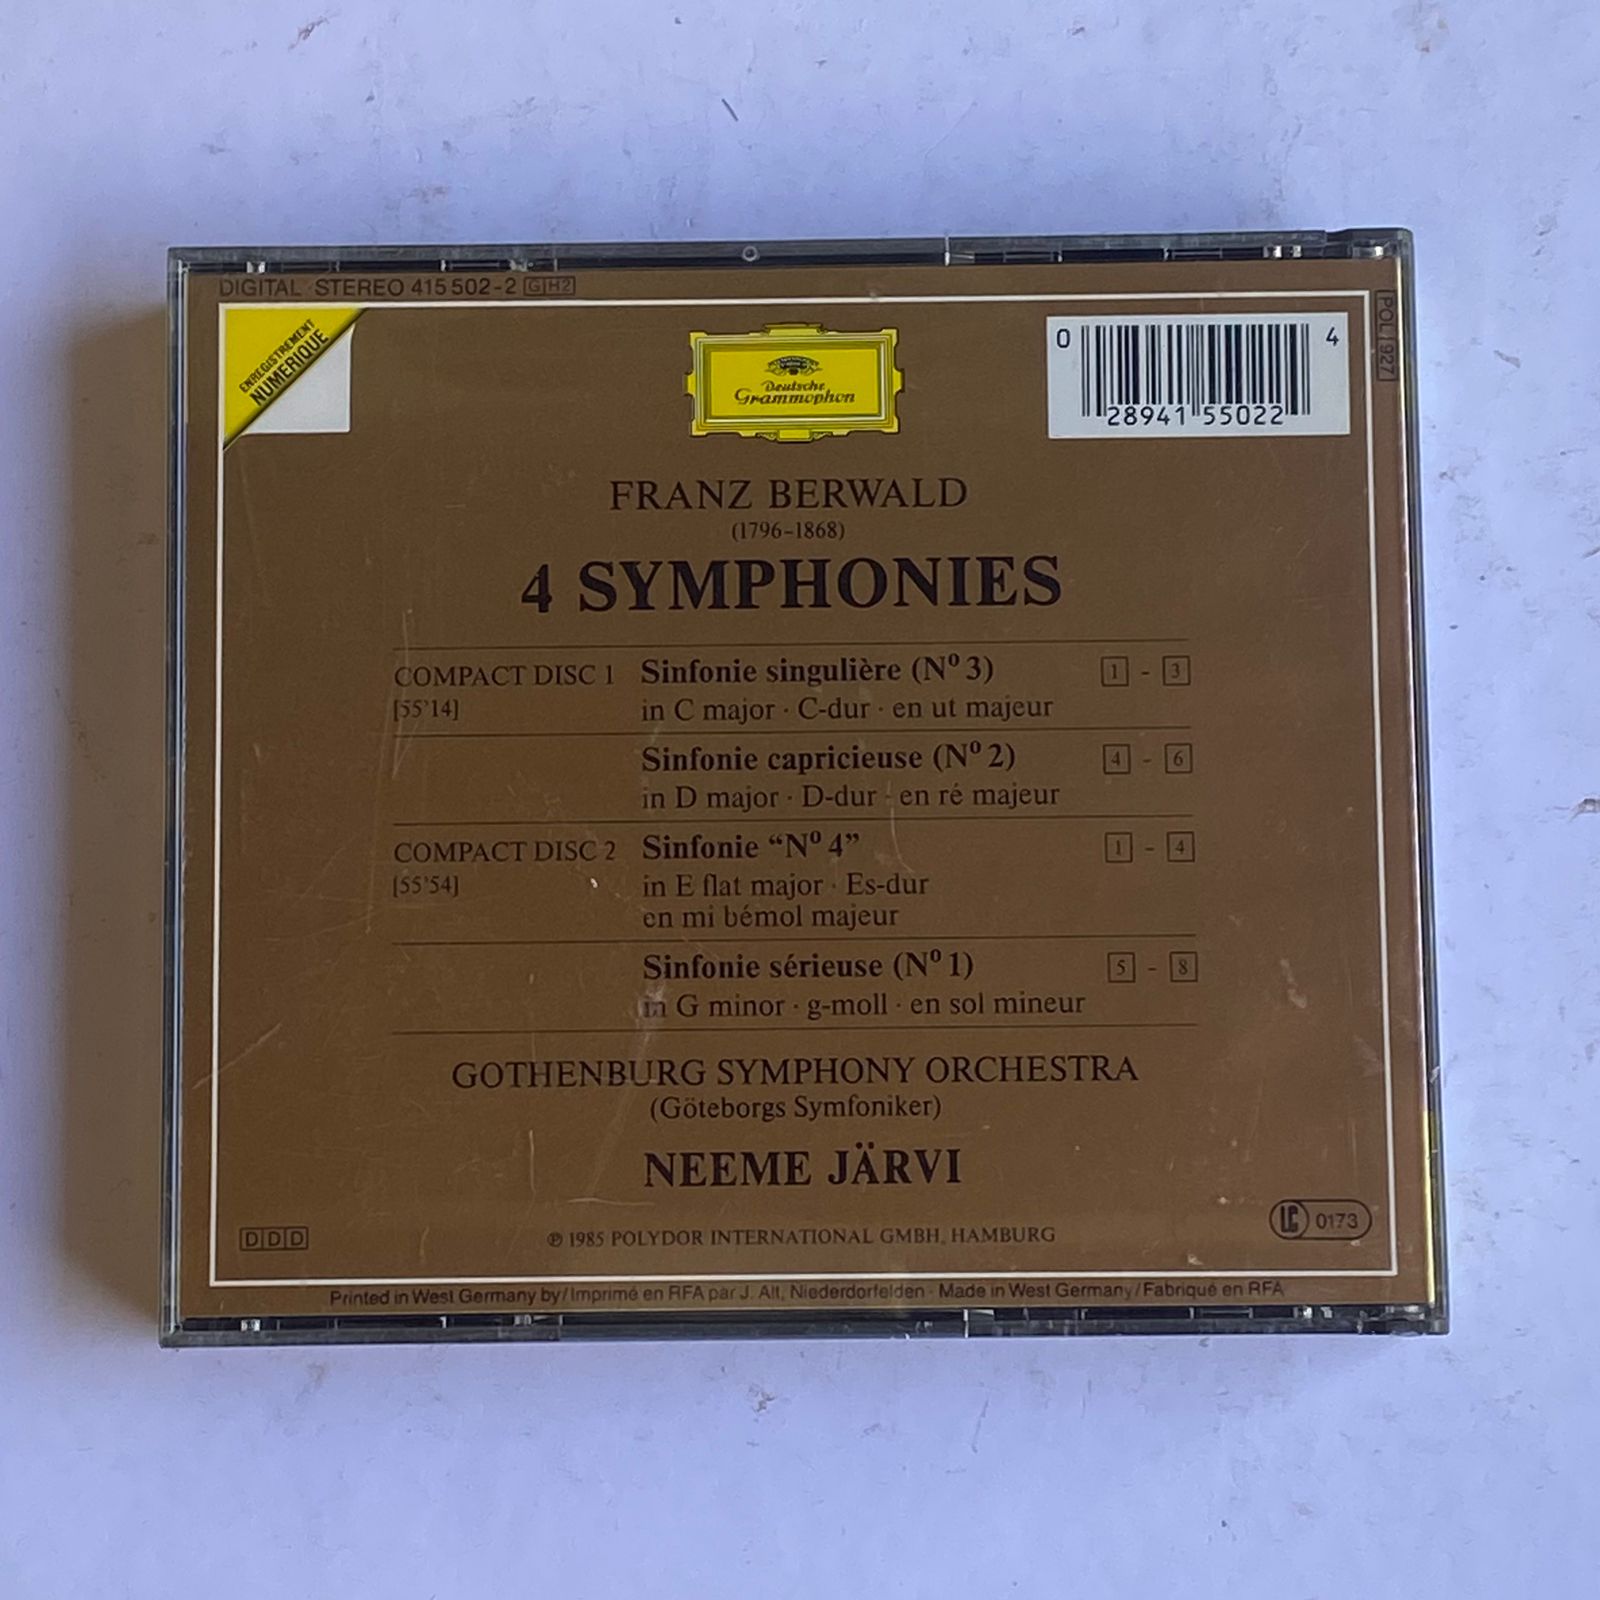 DIGITAL · STEREO 415 502-2 GH2
ENREGISTREMENT
NUMERIQUE
Deutsche
Grammophon
0 28941 55022 4
POL 927
FRANZ BERWALD
(1796–1868)
4 SYMPHONIES
COMPACT DISC 1 Sinfonie singulière (Nº 3) 1 - 3
[55'14] in C major · C-dur · en ut majeur
Sinfonie capricieuse (Nº 2) 4 - 6
in D major · D-dur · en ré majeur
COMPACT DISC 2 Sinfonie “Nº 4” 1 - 4
[55'54] in E flat major · Es-dur
en mi bémol majeur
Sinfonie sérieuse (Nº 1) 5 - 8
in G minor · g-moll · en sol mineur
GOTHENBURG SYMPHONY ORCHESTRA
(Göteborgs Symfoniker)
NEEME JÄRVI
DDD
℗ 1985 POLYDOR INTERNATIONAL GMBH, HAMBURG
LC 0173
Printed in West Germany by/Imprimé en RFA par J. Alt, Niederdorfelden · Made in West Germany/Fabriqué en RFA